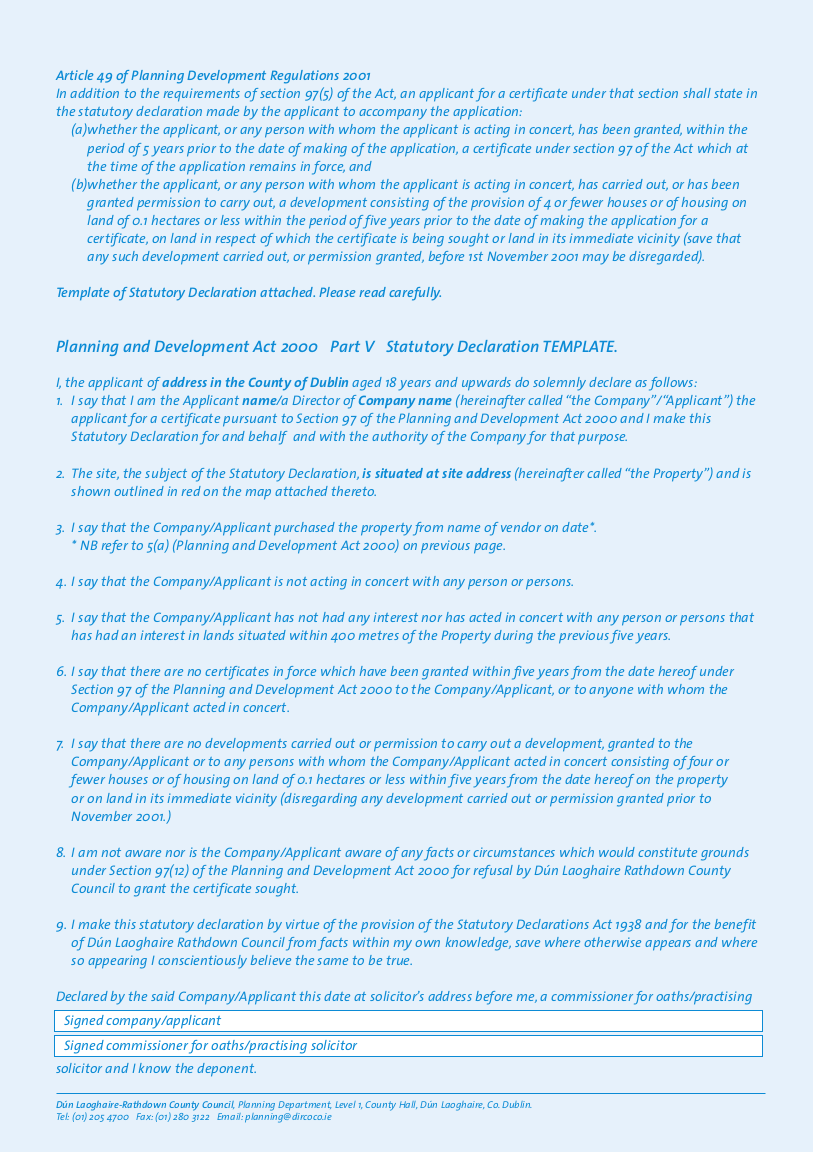 Article 49 of Planning Development Regulations 2001
In addition to the requirements of section 97(5) of the Act, an applicant for a certificate under that section shall state in
the statutory declaration made by the applicant to accompany the application:
(a)whether the applicant, or any person with whom the applicant is acting in concert, has been granted, within the
period of 5 years prior to the date of making of the application, a certificate under section 97 of the Act which at
the time of the application remains in force, and
(b)whether the applicant, or any person with whom the applicant is acting in concert, has carried out, or has been
granted permission to carry out, a development consisting of the provision of 4 or fewer houses or of housing on
land of 0.1 hectares or less within the period of five years prior to the date of making the application for a
certificate, on land in respect of which the certificate is being sought or land in its immediate vicinity (save that
any such development carried out, or permission granted, before 1st November 2001 may be disregarded).
Template of Statutory Declaration attached. Please read carefully.
Planning and Development Act 2000 Part V Statutory Declaration TEMPLATE.
I, the applicant of address in the County of Dublin aged 18 years and upwards do solemnly declare as follows:
1. I say that I am the Applicant name/a Director of Company name (hereinafter called “the Company”/“Applicant”) the
applicant for a certificate pursuant to Section 97 of the Planning and Development Act 2000 and I make this
Statutory Declaration for and behalf and with the authority of the Company for that purpose.
2. The site, the subject of the Statutory Declaration, is situated at site address (hereinafter called “the Property”) and is
shown outlined in red on the map attached thereto.
3. I say that the Company/Applicant purchased the property from name of vendor on date*.
* NB refer to 5(a) (Planning and Development Act 2000) on previous page.
4. I say that the Company/Applicant is not acting in concert with any person or persons.
5. I say that the Company/Applicant has not had any interest nor has acted in concert with any person or persons that
has had an interest in lands situated within 400 metres of the Property during the previous five years.
6. I say that there are no certificates in force which have been granted within five years from the date hereof under
Section 97 of the Planning and Development Act 2000 to the Company/Applicant, or to anyone with whom the
Company/Applicant acted in concert.
7. I say that there are no developments carried out or permission to carry out a development, granted to the
Company/Applicant or to any persons with whom the Company/Applicant acted in concert consisting of four or
fewer houses or of housing on land of 0.1 hectares or less within five years from the date hereof on the property
or on land in its immediate vicinity (disregarding any development carried out or permission granted prior to
November 2001.)
8. I am not aware nor is the Company/Applicant aware of any facts or circumstances which would constitute grounds
under Section 97(12) of the Planning and Development Act 2000 for refusal by Dún Laoghaire Rathdown County
Council to grant the certificate sought.
9. I make this statutory declaration by virtue of the provision of the Statutory Declarations Act 1938 and for the benefit
of Dún Laoghaire Rathdown Council from facts within my own knowledge, save where otherwise appears and where
so appearing I conscientiously believe the same to be true.
Declared by the said Company/Applicant this date at solicitor’s address before me, a commissioner for oaths/practising
Signed company/applicant
Signed commissioner for oaths/practising solicitor
solicitor and I know the deponent.
Dún Laoghaire-Rathdown County Council, Planning Department, Level 1, County Hall, Dún Laoghaire, Co. Dublin.
Tel: (01) 205 4700 Fax: (01) 280 3122 Email: planning@dircoco.ie